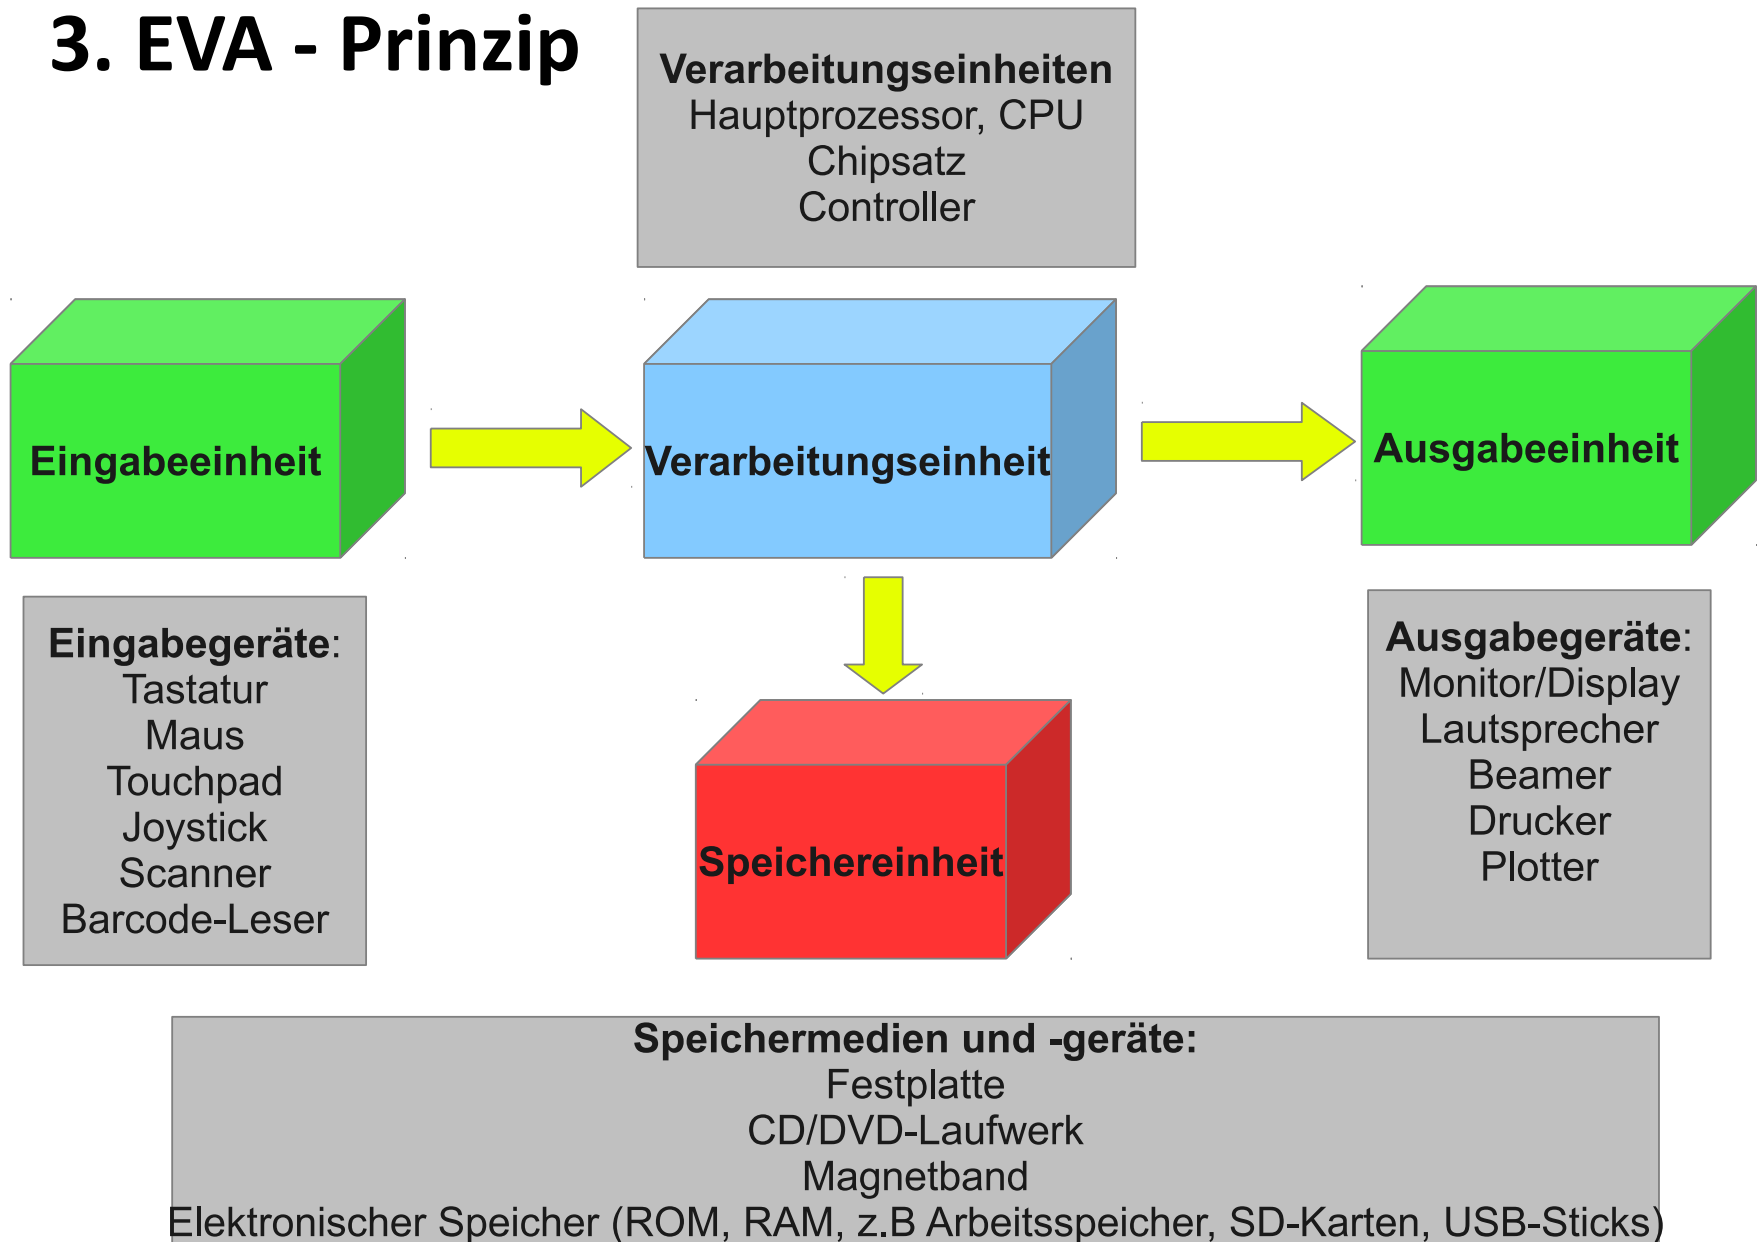 3. EVA - Prinzip
Verarbeitungseinheiten
Hauptprozessor, CPU
Chipsatz
Controller
Eingabeeinheit
Verarbeitungseinheit
Ausgabeeinheit
Eingabegeräte:
Tastatur
Maus
Touchpad
Joystick
Scanner
Barcode-Leser
Speichereinheit
Ausgabegeräte:
Monitor/Display
Lautsprecher
Beamer
Drucker
Plotter
Speichermedien und -geräte:
Festplatte
CD/DVD-Laufwerk
Magnetband
Elektronischer Speicher (ROM, RAM, z.B Arbeitsspeicher, SD-Karten, USB-Sticks)